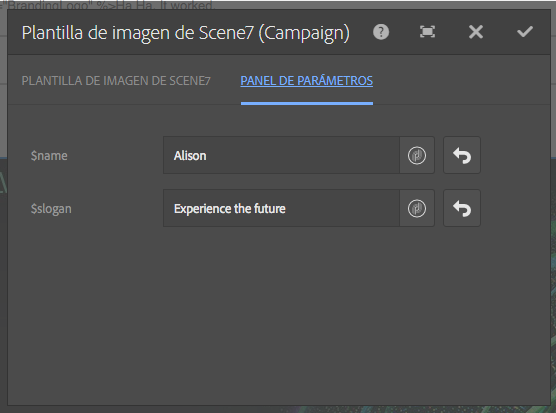 "BrandingLogo" %>Ha Ha. It worked.
Plantilla de imagen de Scene7 (Campaign)
PLANTILLA DE IMAGEN DE SCENE7 PANEL DE PARÁMETROS
$name Alison
$slogan Experience the future